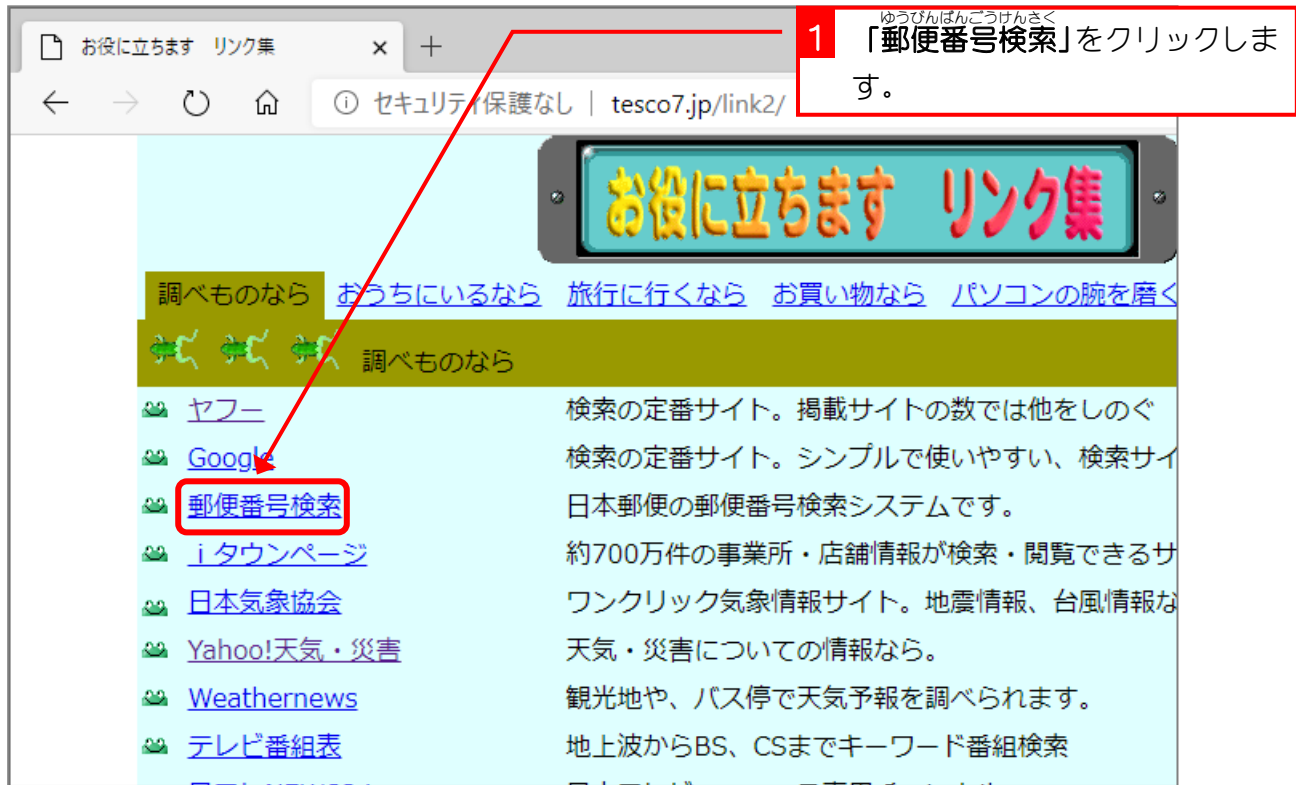 お役に立ちます リンク集
ゆうびんばんごうけんさく
1 「郵便番号検索」をクリックしま
す。
セキュリティ保護なし | tesco7.jp/link2/
お役に立ちます リンク集
調べものなら おうちにいるなら 旅行に行くなら お買い物なら パソコンの腕を磨く
調べものなら
ヤフー 検索の定番サイト。掲載サイトの数では他をしのぐ
Google 検索の定番サイト。シンプルで使いやすい、検索サイ
郵便番号検索 日本郵便の郵便番号検索システムです。
iタウンページ 約700万件の事業所・店舗情報が検索・閲覧できるサ
日本気象協会 ワンクリック気象情報サイト。地震情報、台風情報な
Yahoo!天気・災害 天気・災害についての情報なら。
Weathernews 観光地や、バス停で天気予報を調べられます。
テレビ番組表 地上波からBS、CSまでキーワード番組検索